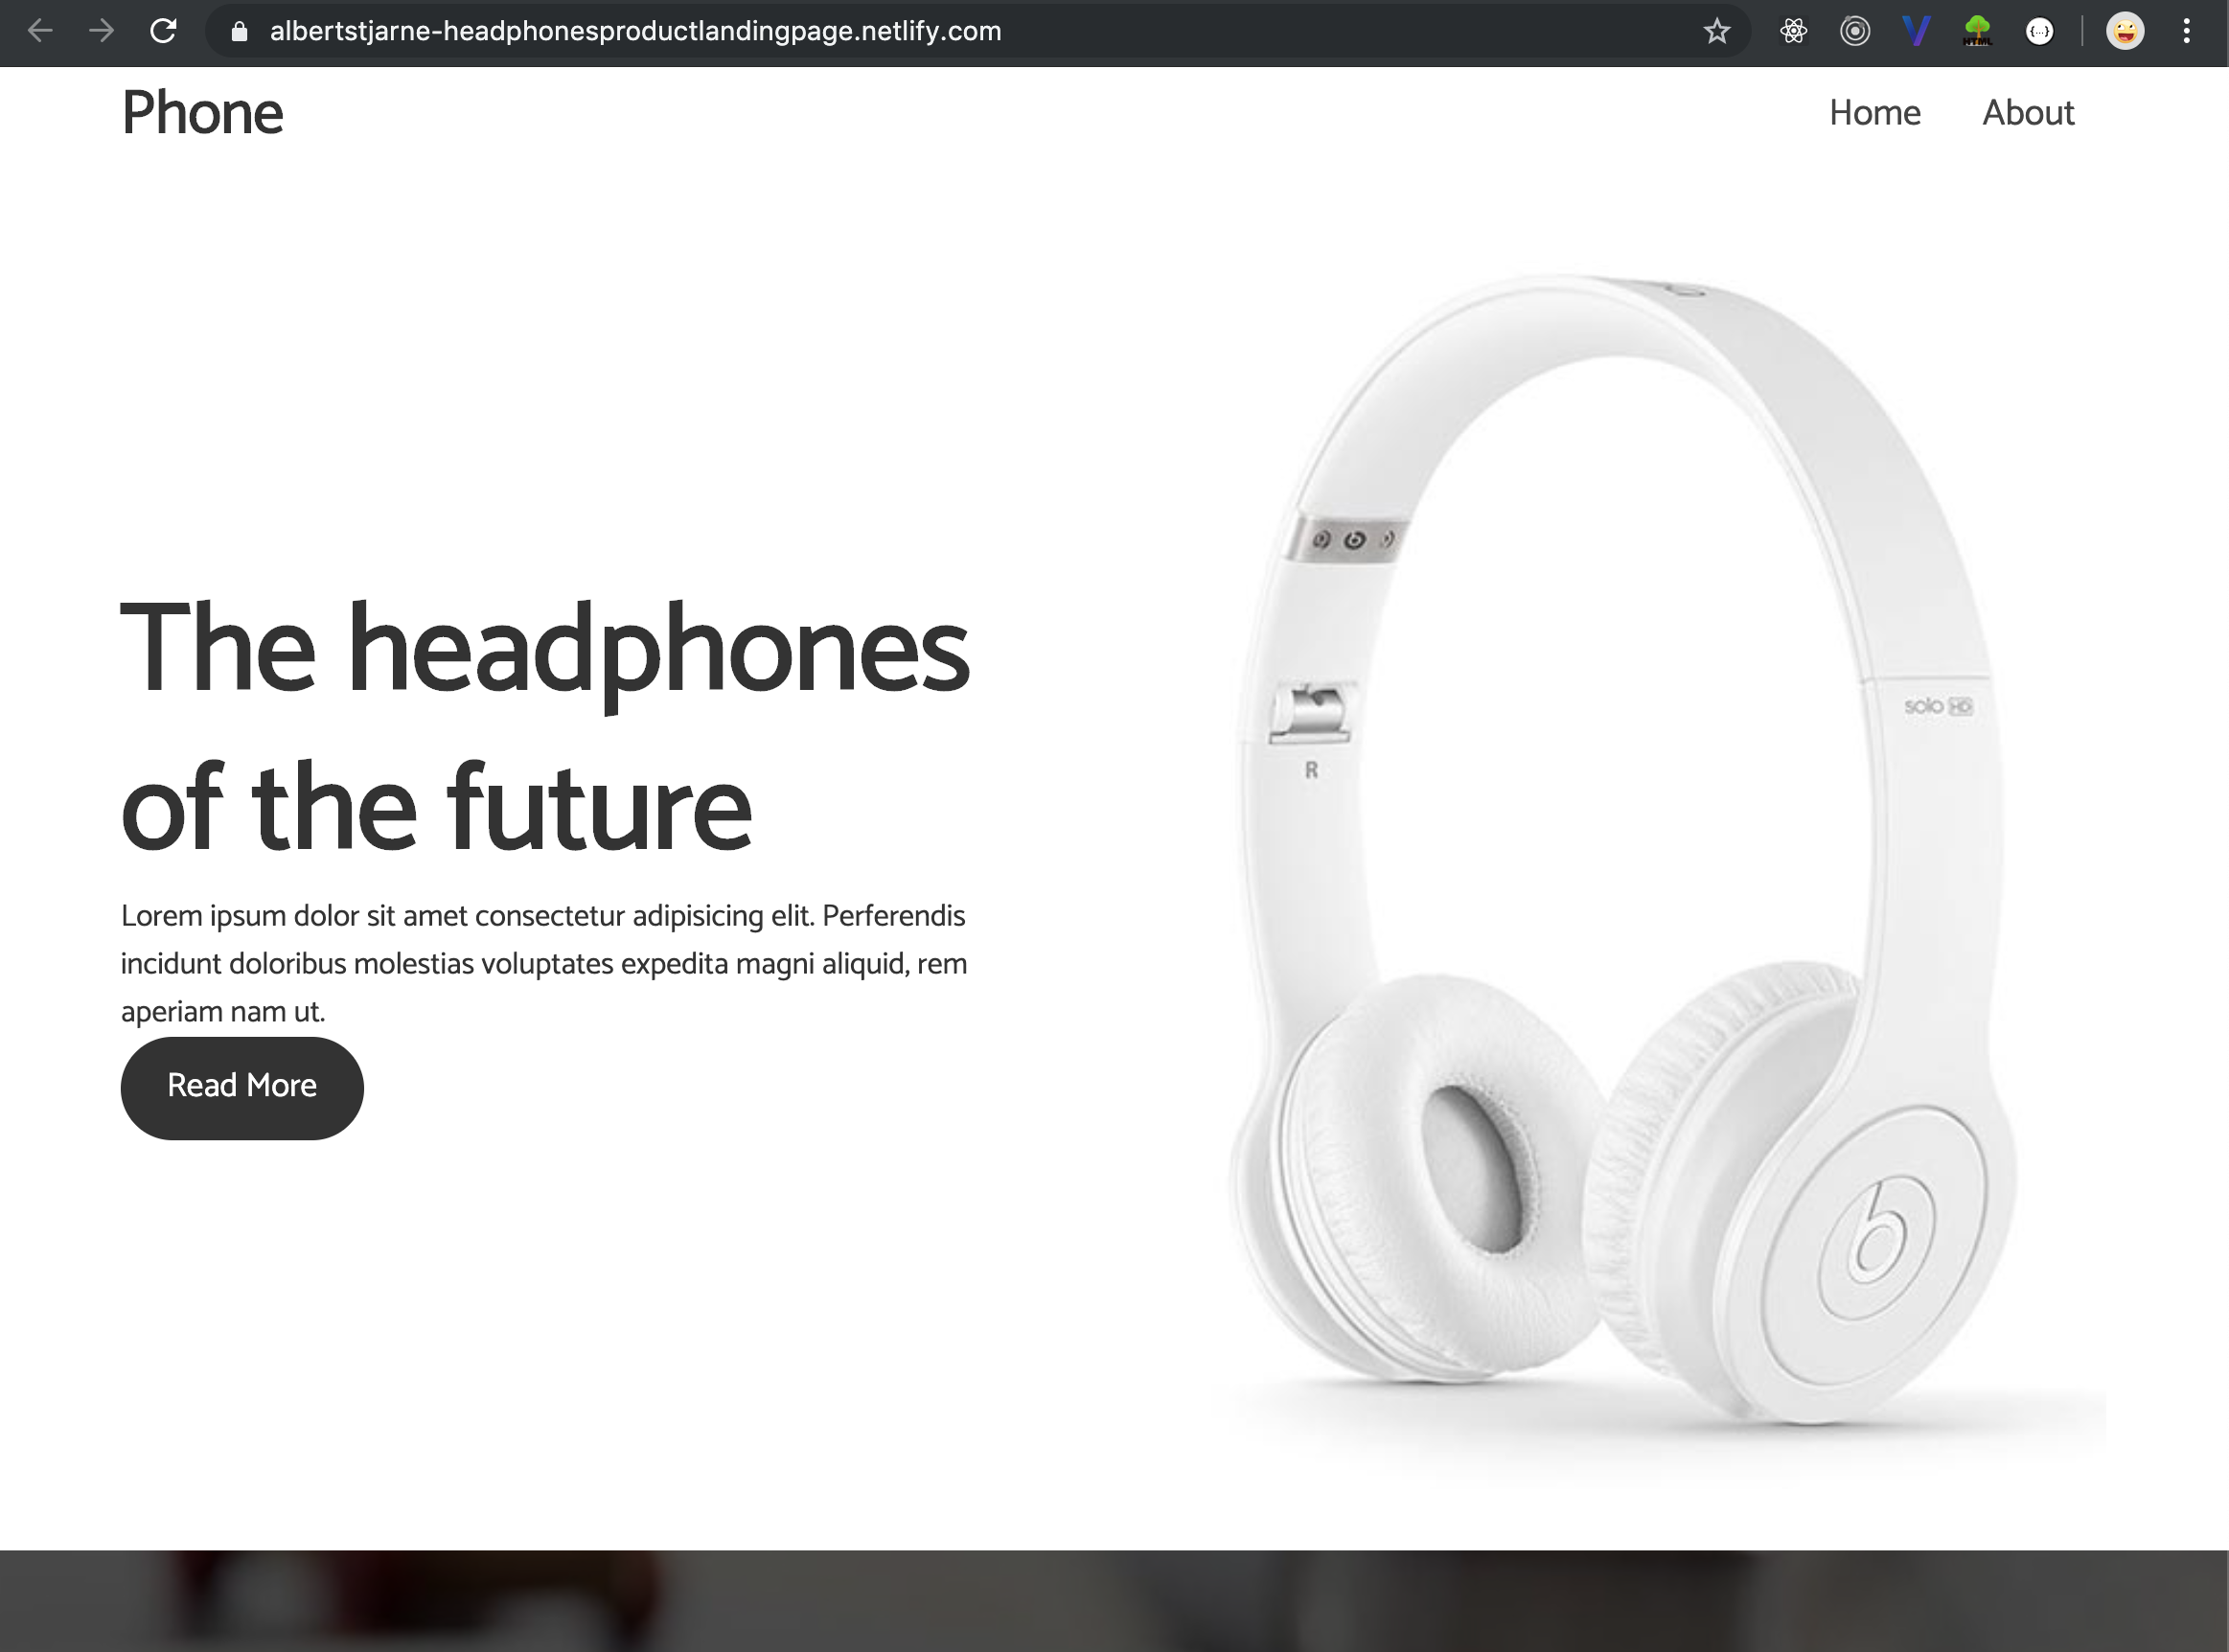 albertstjarne-headphonesproductlandingpage.netlify.com
HTML
{...}
Phone
Home
About
The headphones
of the future
Lorem ipsum dolor sit amet consectetur adipisicing elit. Perferendis
incidunt doloribus molestias voluptates expedita magni aliquid, rem
aperiam nam ut.
Read More
solo HD
R
b